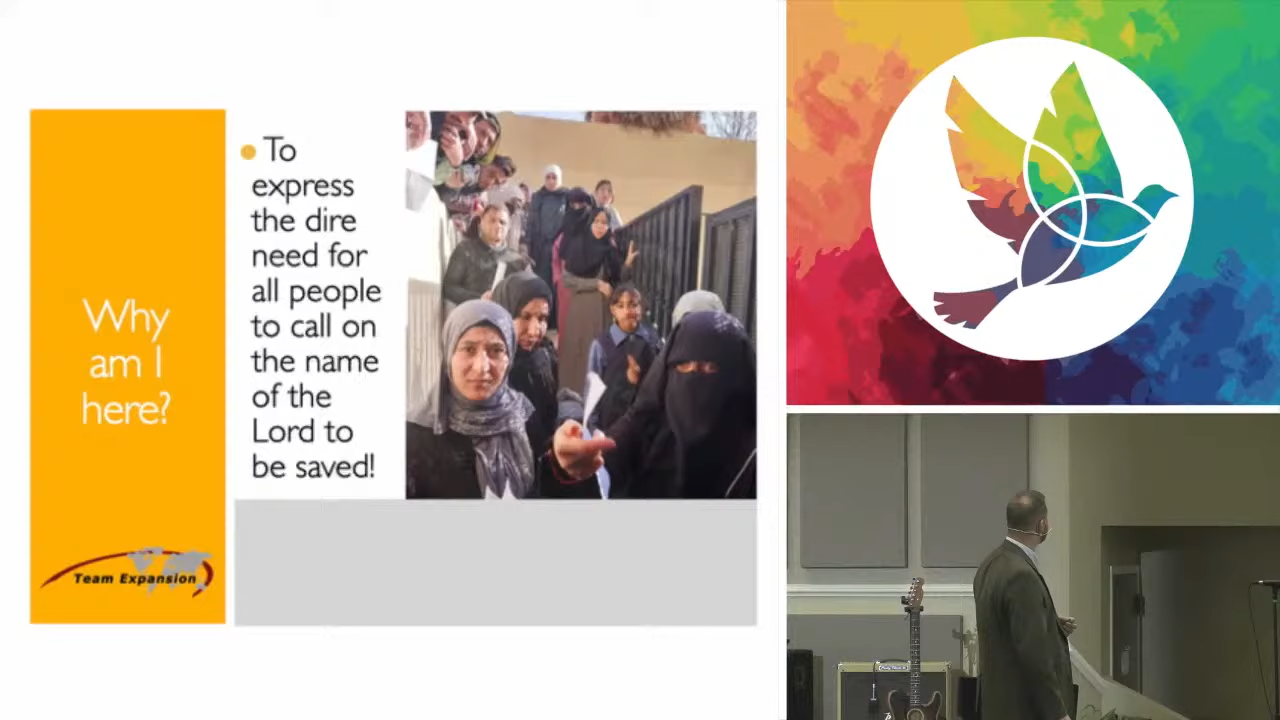 Why
am I
here?
Team Expansion
To
express
the dire
need for
all people
to call on
the name
of the
Lord to
be saved!